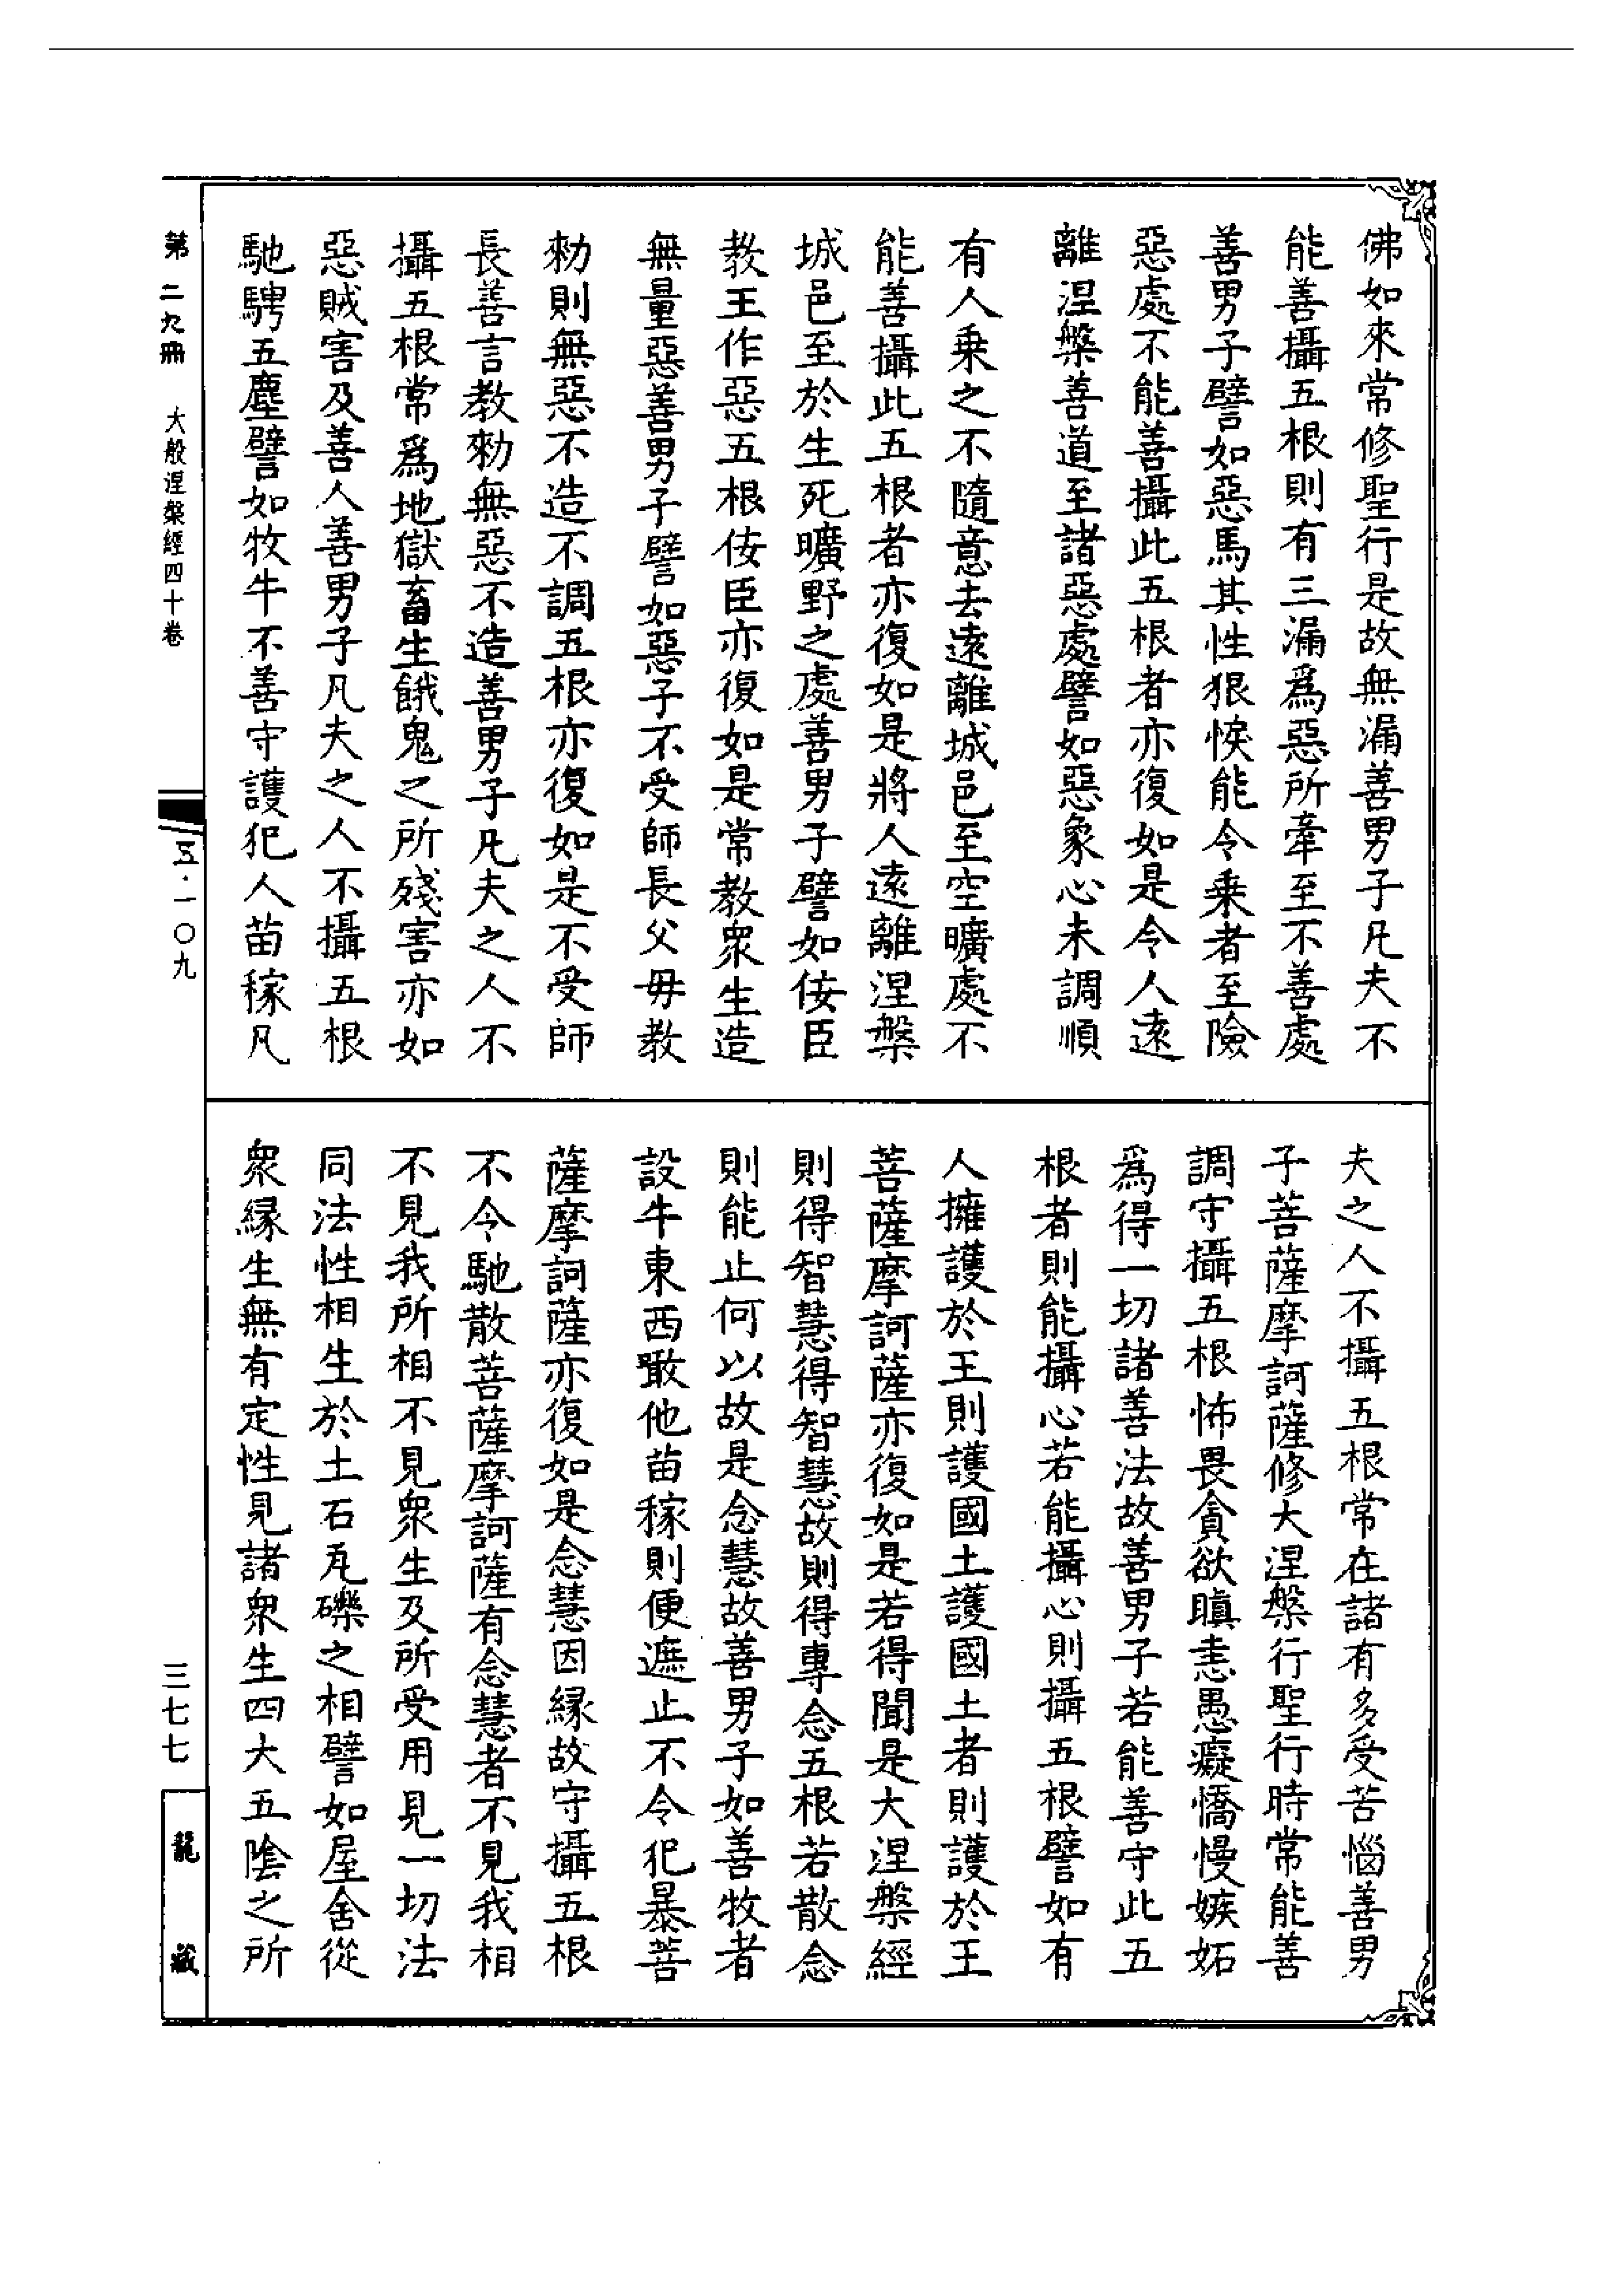 佛如來常修聖行是故無漏善男子凡夫不
能善攝五根則有三漏爲惡所牽至不善處
善男子譬如惡馬其性狠悷能令乘者至險
惡處不能善攝此五根者亦復如是令人遠
離涅槃善道至諸惡處譬如惡象心未調順
有人乘之不隨意去遠離城邑至空曠處不
能善攝此五根者亦復如是將人遠離涅槃
城邑至於生死曠野之處善男子譬如佞臣
教王作惡五根佞臣亦復如是常教衆生造
無量惡善男子譬如惡子不受師長父母教
勑則無惡不造不調五根亦復如是不受師
長善言教勑無惡不造善男子凡夫之人不
攝五根常爲地獄畜生餓鬼之所殘害亦如
惡賊害及善人善男子凡夫之人不攝五根
馳騁五塵譬如牧牛不善守護犯人苗稼凡
夫之人不攝五根常在諸有多受苦惱善男
子菩薩摩訶薩修大涅槃行聖行時常能善
調守攝五根怖畏貪欲瞋恚愚癡憍慢嫉妬
爲得一切諸善法故善男子若能善守此五
根者則能攝心若能攝心則攝五根譬如有
人擁護於王則護國土護國土者則護於王
菩薩摩訶薩亦復如是若得聞是大涅槃經
則得智慧得智慧故則得專念五根若散念
則能止何以故是念慧故善男子如善牧者
設牛東西噉他苗稼則便遮止不令犯暴菩
薩摩訶薩亦復如是念慧因緣故守攝五根
不令馳散菩薩摩訶薩有念慧者不見我相
不見我所相不見衆生及所受用見一切法
同法性相生於土石瓦礫之相譬如屋舍從
衆緣生無有定性見諸衆生四大五陰之所
第二九冊 大般涅槃經四十卷
五·一〇九
三七七
龍藏